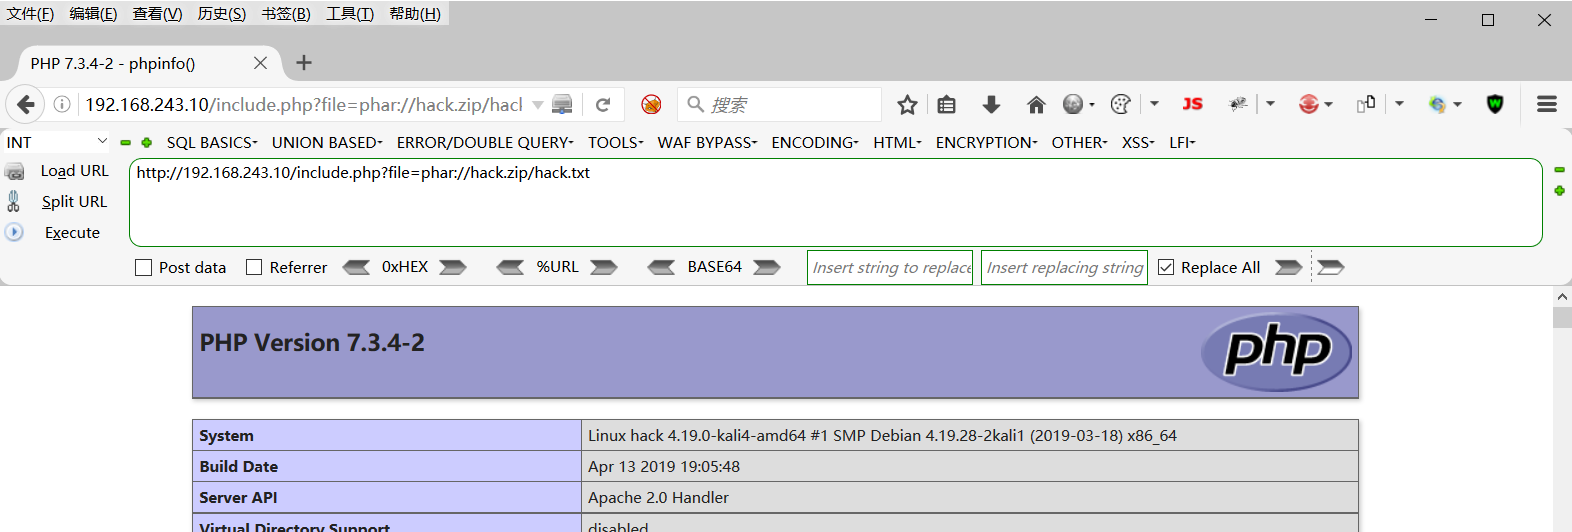 文件(F) 编辑(E) 查看(V) 历史(S) 书签(B) 工具(T) 帮助(H)
PHP 7.3.4-2 - phpinfo()
192.168.243.10/include.php?file=phar://hack.zip/hack
搜索
JS
W
INT
SQL BASICS UNION BASED ERROR/DOUBLE QUERY TOOLS WAF BYPASS ENCODING HTML ENCRYPTION OTHER XSS LFI
Load URL
Split URL
Execute
http://192.168.243.10/include.php?file=phar://hack.zip/hack.txt
Post data Referrer 0xHEX %URL BASE64 Insert string to replace Insert replacing string Replace All
PHP Version 7.3.4-2
php
System Linux hack 4.19.0-kali4-amd64 #1 SMP Debian 4.19.28-2kali1 (2019-03-18) x86_64
Build Date Apr 13 2019 19:05:48
Server API Apache 2.0 Handler
Virtual Directory Support disabled